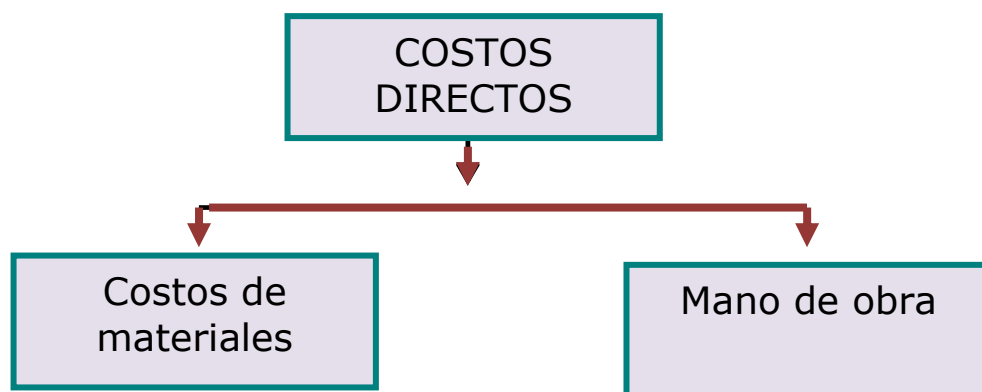 COSTOS
DIRECTOS
Costos de
materiales
Mano de obra